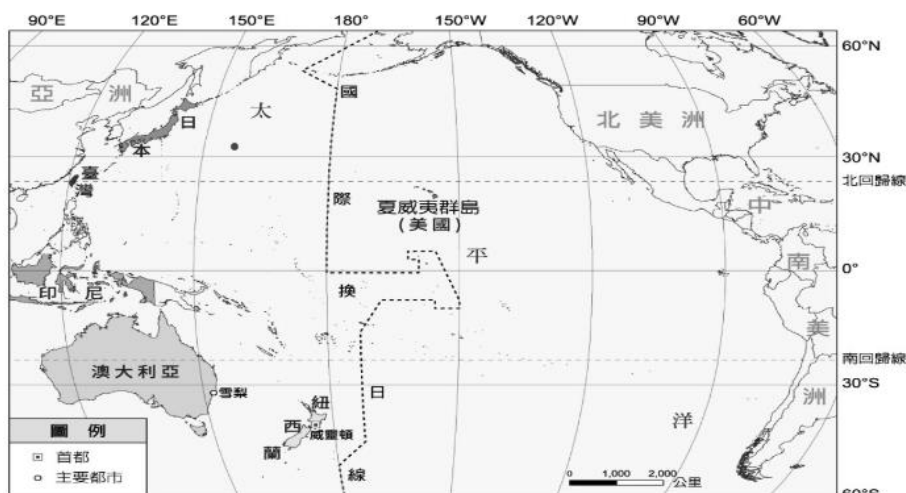 90°E 120°E 150°E 180° 150°W 120°W 90°W 60°W
60°N
亞洲
太
國
北美洲
日
本
30°N
臺
灣
北回歸線
際
夏威夷群島
(美國)
中
平
南
0°
印尼
換
美
南回歸線
澳大利亞
雪梨
30°S
日
洲
紐
西
威靈頓
蘭
洋
圖例
首都
主要都市
線
0 1,000 2,000 公里
60°S